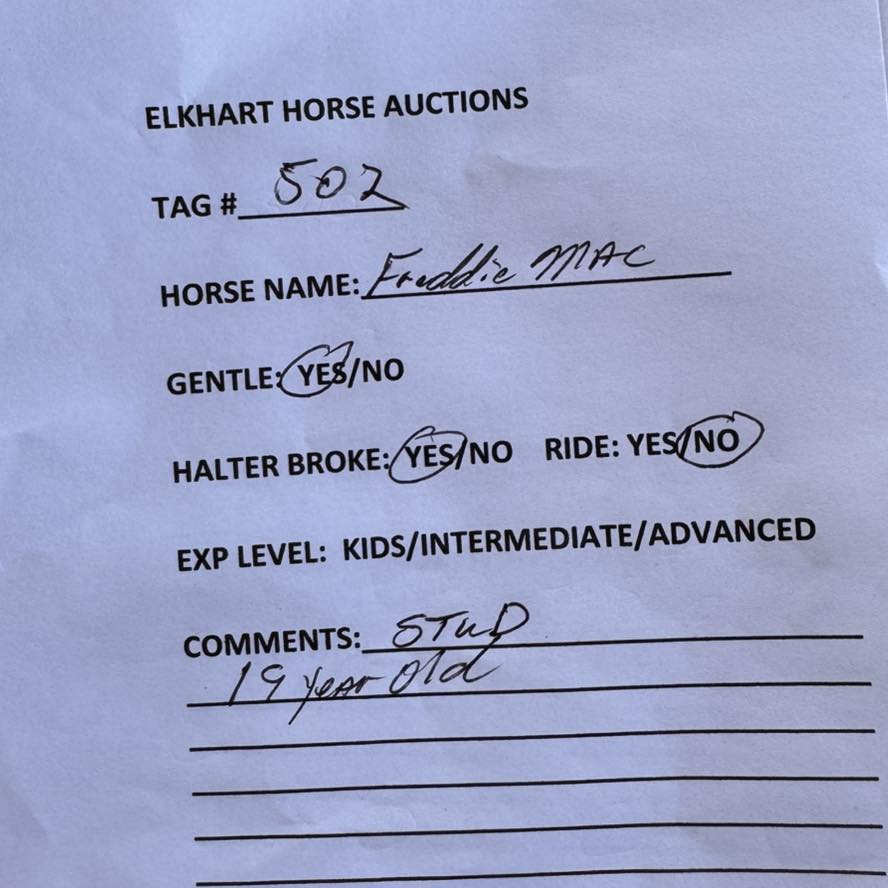 ELKHART HORSE AUCTIONS
TAG # 502
HORSE NAME: Freddie MAC
GENTLE: YES/NO
HALTER BROKE: YES/NO RIDE: YES/NO
EXP LEVEL: KIDS/INTERMEDIATE/ADVANCED
COMMENTS: STUD
19 year old